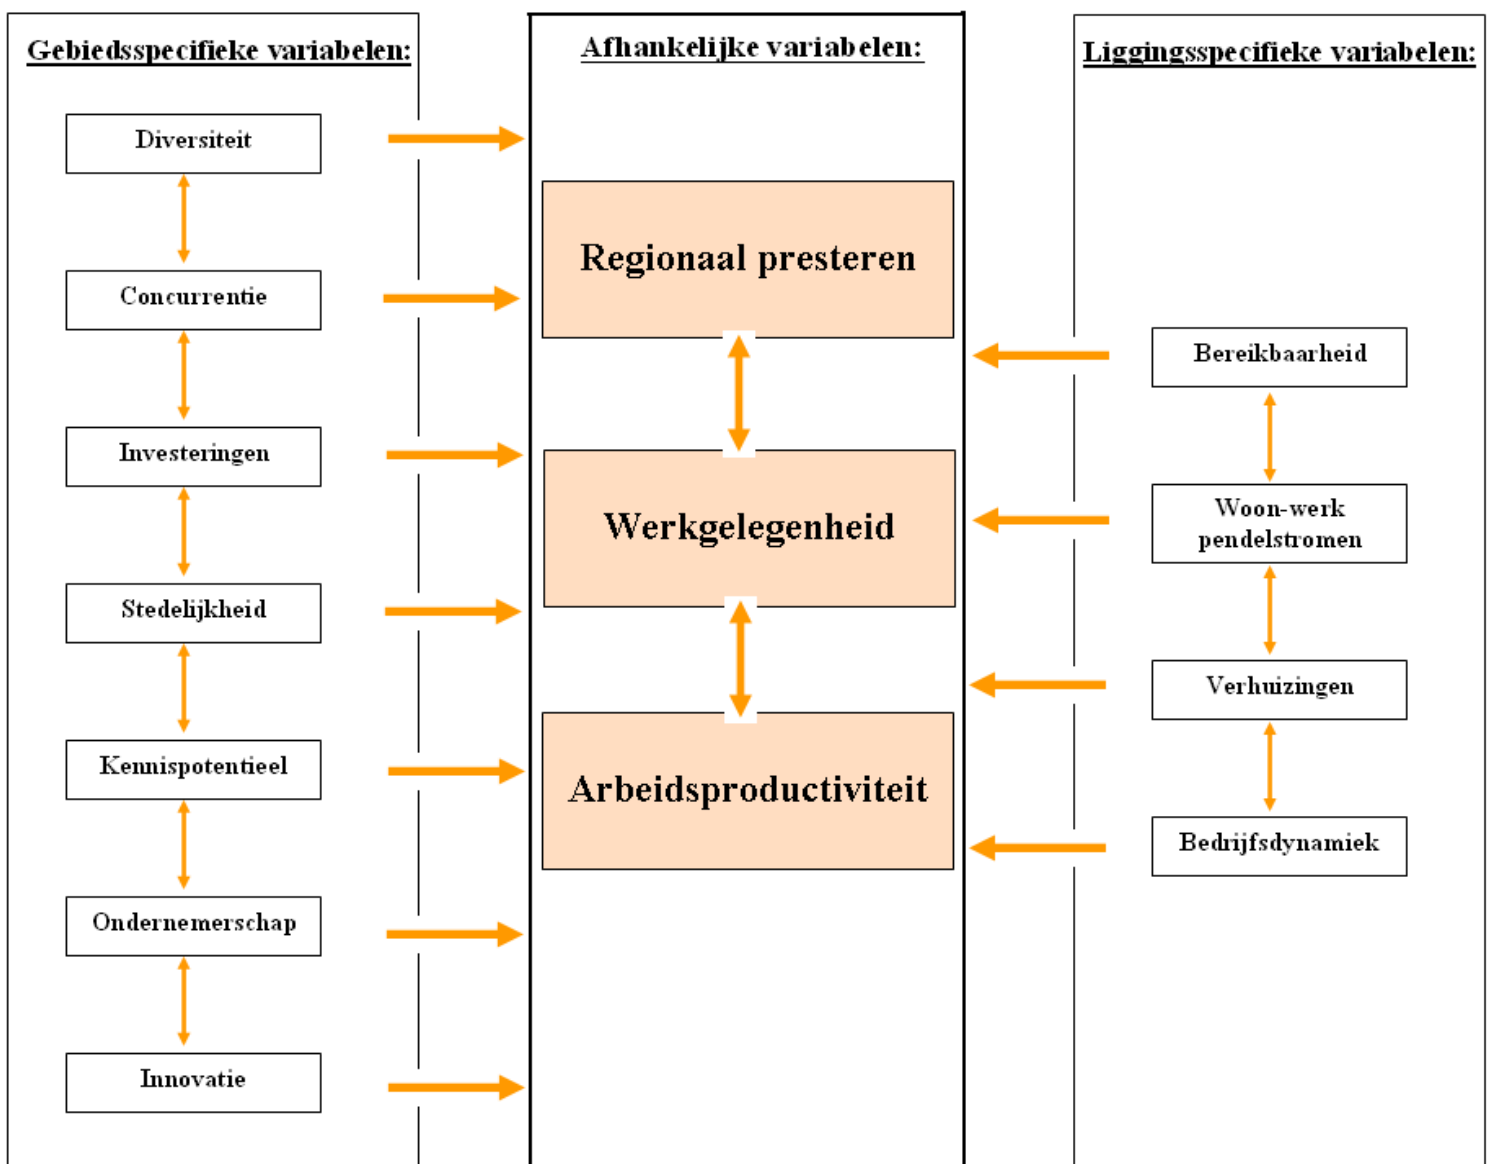 Gebiedsspecifieke variabelen:
Diversiteit
Concurrentie
Investeringen
Stedelijkheid
Kennispotentieel
Ondernemerschap
Innovatie
Afhankelijke variabelen:
Regionaal presteren
Werkgelegenheid
Arbeidsproductiviteit
Liggingsspecifieke variabelen:
Bereikbaarheid
Woon-werk
pendelstromen
Verhuizingen
Bedrijfsdynamiek